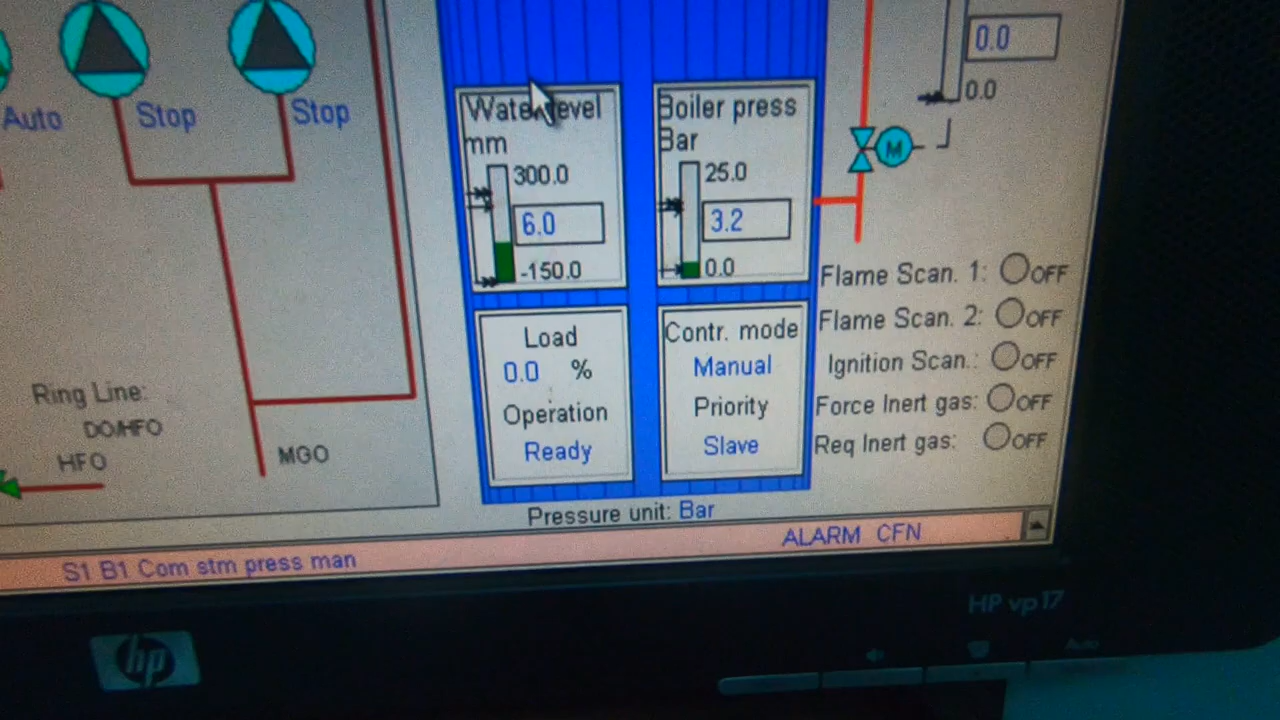 Auto
Stop
Stop
Ring Line:
DO/HFO
HFO
MGO
Water level
mm
300.0
6.0
-150.0
Boiler press
Bar
25.0
3.2
0.0
Load
0.0 %
Operation
Ready
Contr. mode
Manual
Priority
Slave
0.0
0.0
M
Flame Scan. 1: OFF
Flame Scan. 2: OFF
Ignition Scan.: OFF
Force Inert gas: OFF
Req Inert gas: OFF
Pressure unit: Bar
S1 B1 Com stm press man
ALARM CFN
hp
HP vp17
Auto